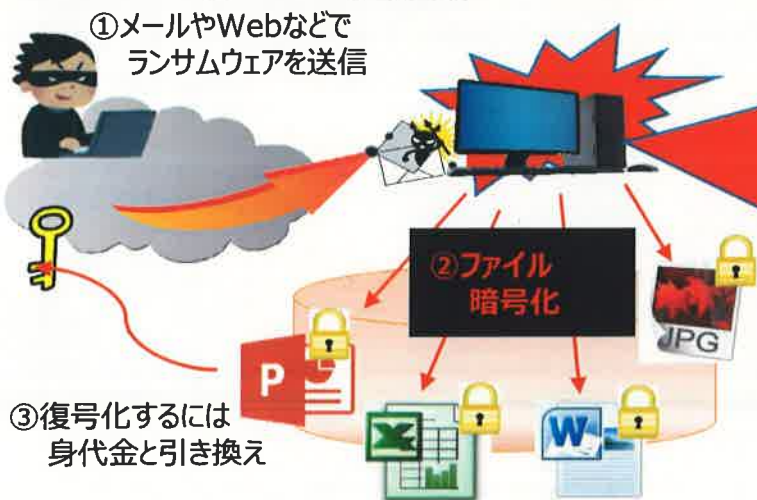 ①メールやWebなどで
ランサムウェアを送信
②ファイル
暗号化
JPG
P
③復号化するには
身代金と引き換え
X
W